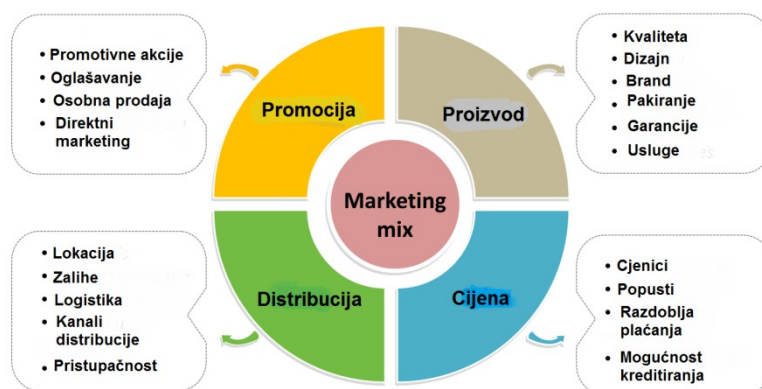 • Promotivne akcije
• Oglašavanje
• Osobna prodaja
• Direktni
marketing
Promocija
Proizvod
• Kvaliteta
• Dizajn
• Brand
• Pakiranje
• Garancije
• Usluge
Marketing
mix
• Lokacija
• Zalihe
• Logistika
• Kanali
distribucije
• Pristupačnost
Distribucija
Cijena
• Cjenici
• Popusti
• Razdoblja
plaćanja
• Mogućnost
kreditiranja